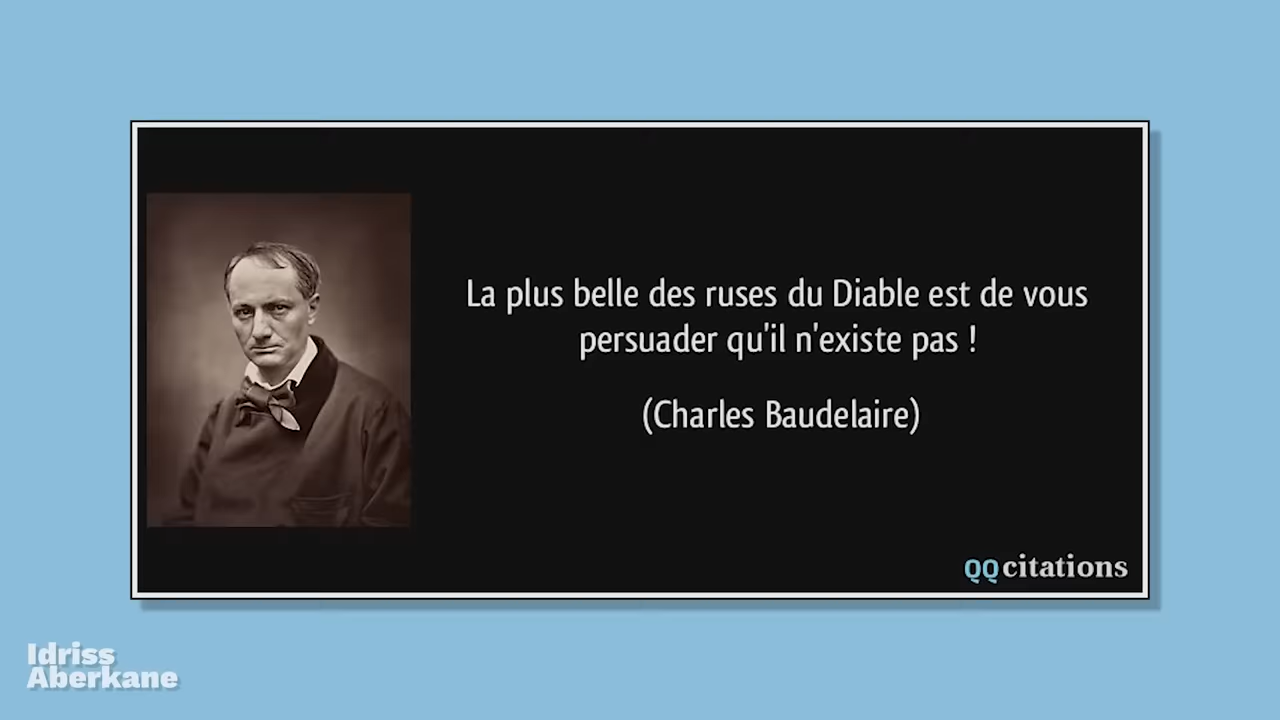 La plus belle des ruses du Diable est de vous
persuader qu'il n'existe pas !
(Charles Baudelaire)
QQcitations
Idriss
Aberkane